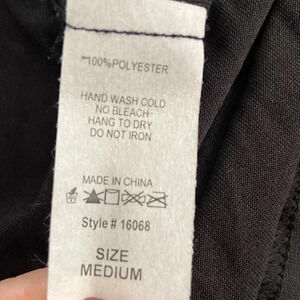 100%POLYESTER
HAND WASH COLD
NO BLEACH
HANG TO DRY
DO NOT IRON
MADE IN CHINA
Style # 16068
SIZE
MEDIUM